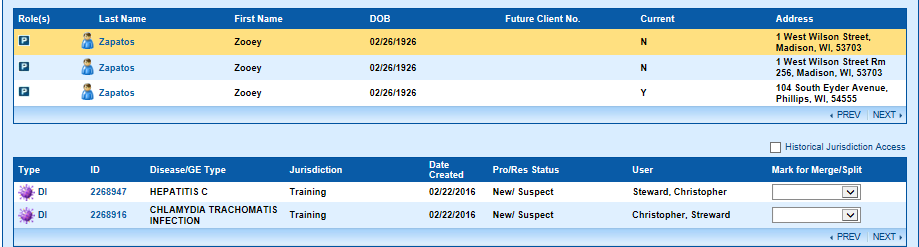 Role(s) Last Name First Name DOB Future Client No. Current Address
P Zapatos Zooey 02/26/1926 N 1 West Wilson Street,
Madison, WI, 53703
P Zapatos Zooey 02/26/1926 N 1 West Wilson Street Rm
256, Madison, WI, 53703
P Zapatos Zooey 02/26/1926 Y 104 South Eyder Avenue,
Phillips, WI, 54555
PREV NEXT
Historical Jurisdiction Access
Type ID Disease/GE Type Jurisdiction Date
Created Pro/Res Status User Mark for Merge/Split
DI 2268947 HEPATITIS C Training 02/22/2016 New/ Suspect Steward, Christopher
DI 2268916 CHLAMYDIA TRACHOMATIS
INFECTION Training 02/22/2016 New/ Suspect Christopher, Streward
PREV NEXT